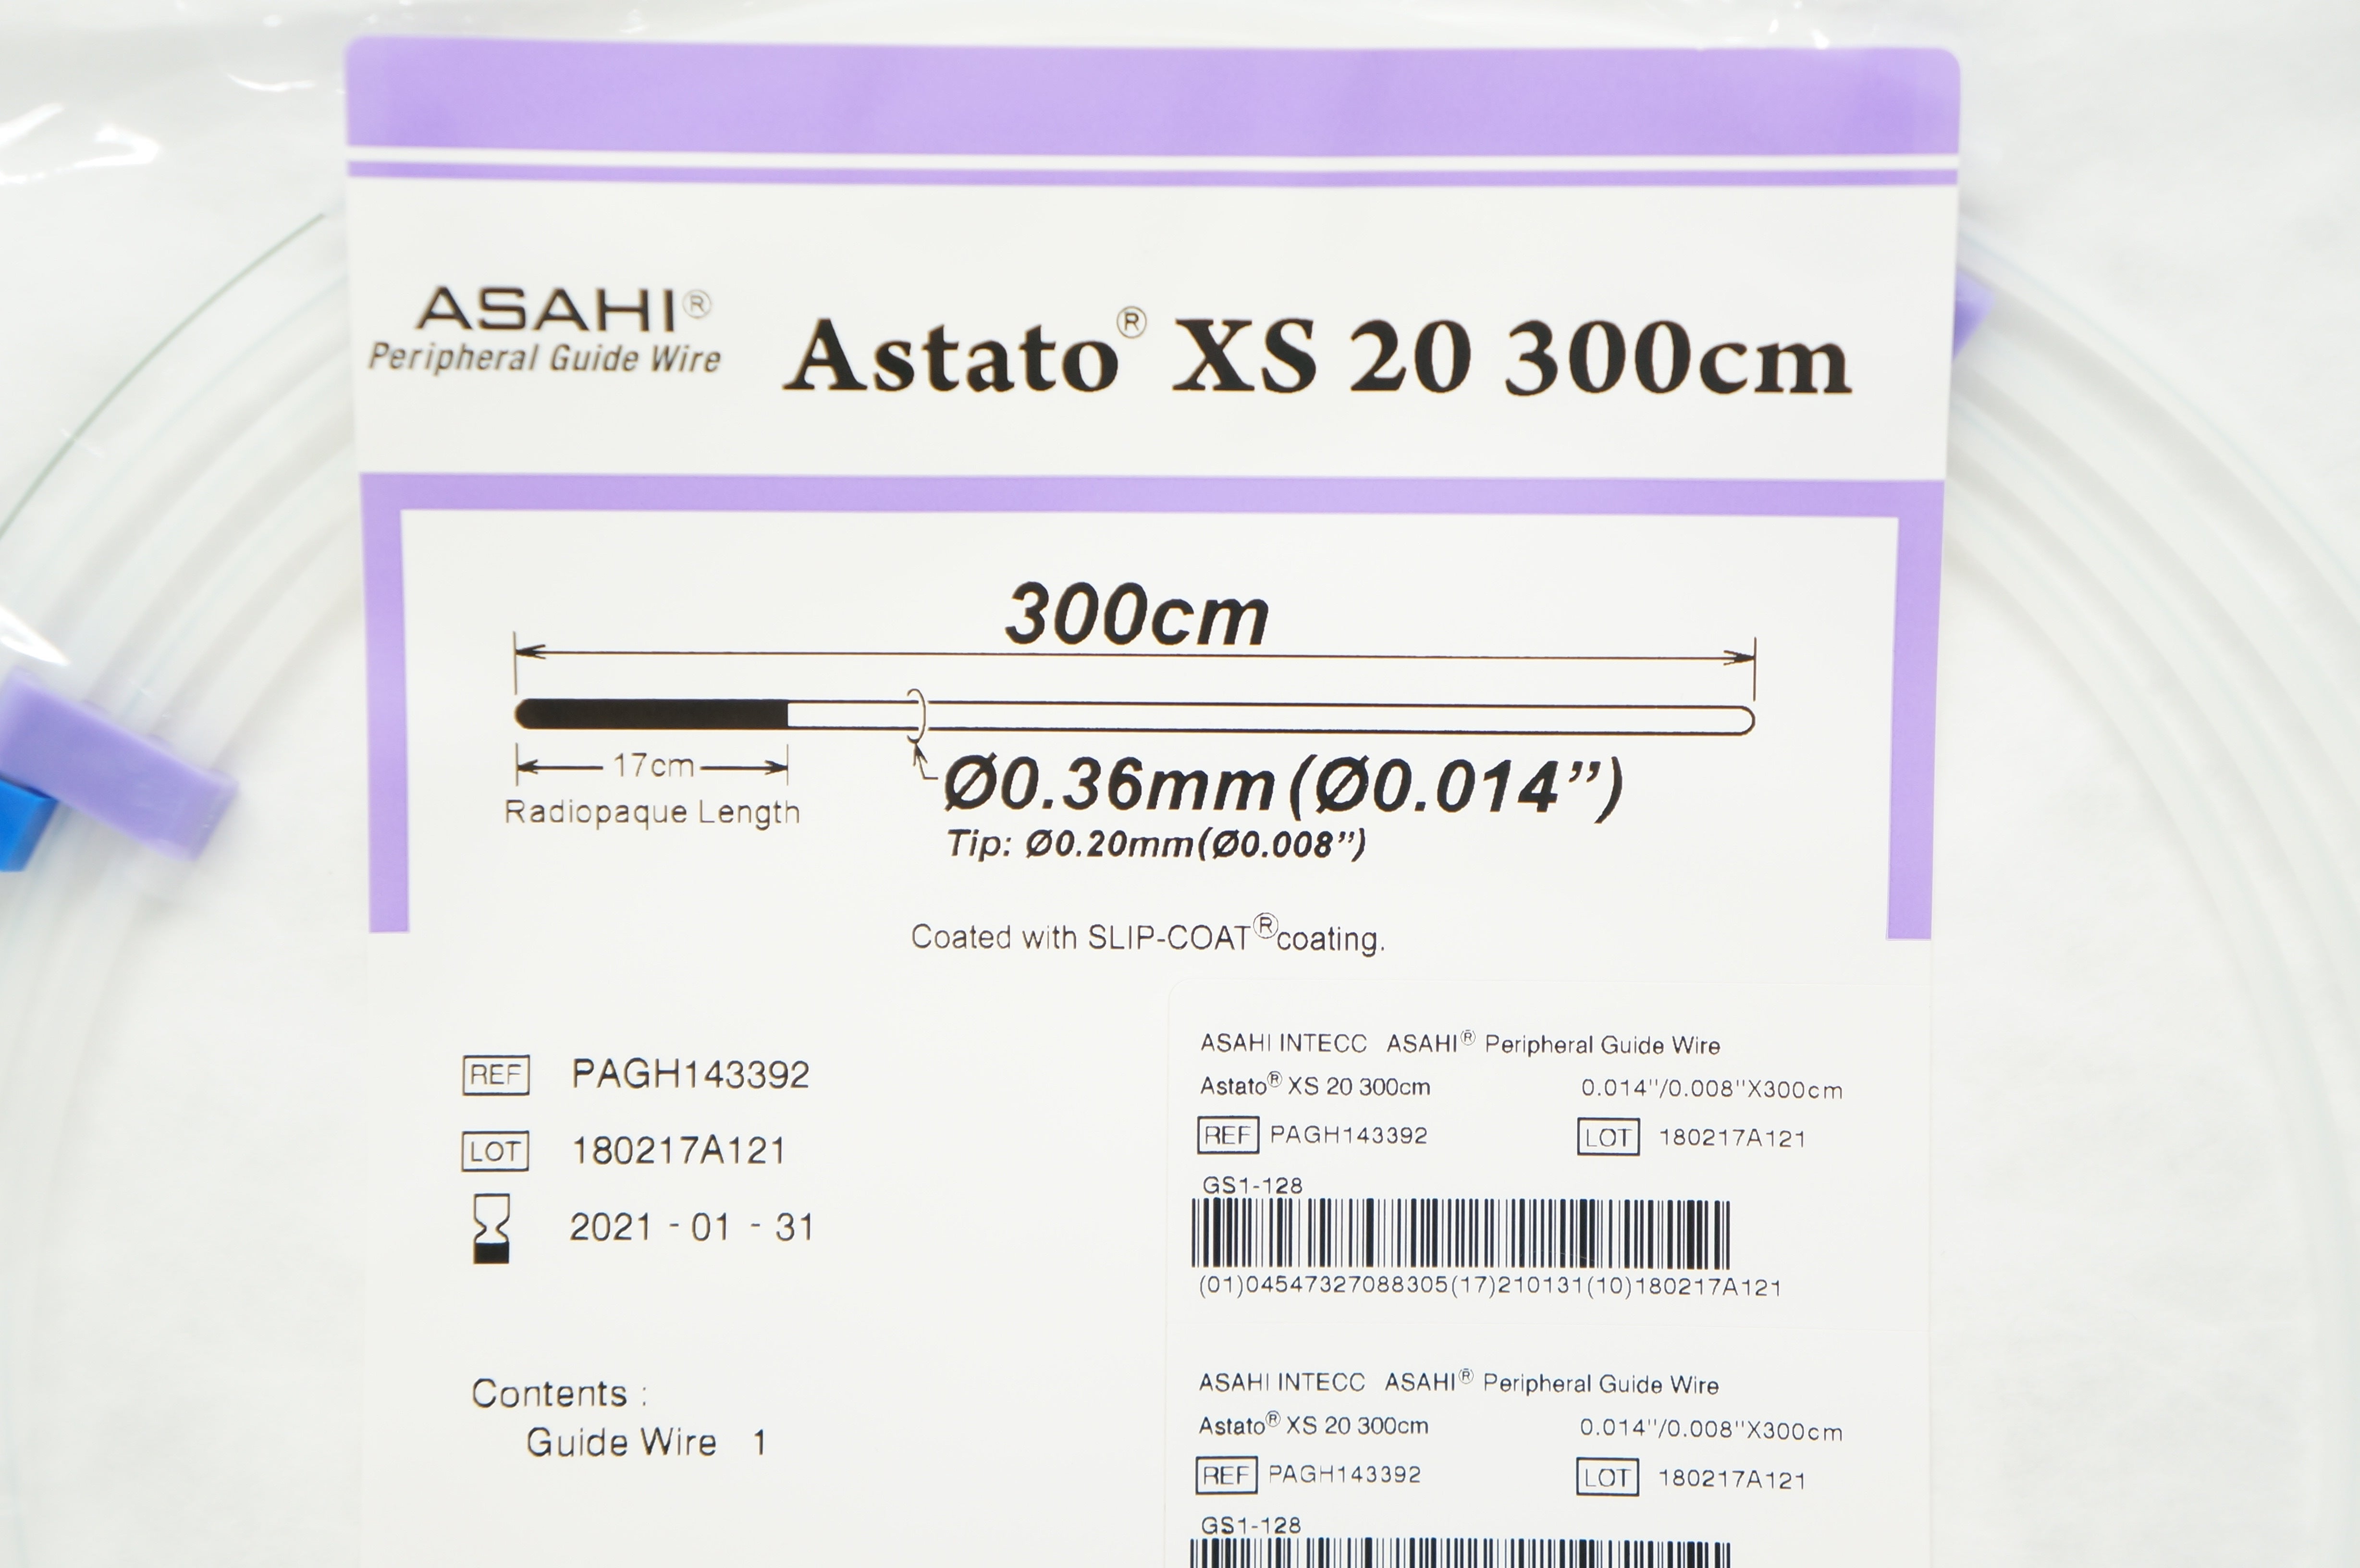 ASAHI®
Peripheral Guide Wire
Astato® XS 20 300cm
300cm
17cm
Radiopaque Length
Ø0.36mm(Ø0.014”)
Tip: Ø0.20mm(Ø0.008”)
Coated with SLIP-COAT®coating.
REF PAGH143392
LOT 180217A121
2021 - 01 - 31
Contents :
Guide Wire 1
ASAHI INTECC ASAHI® Peripheral Guide Wire
Astato® XS 20 300cm 0.014"/0.008"X300cm
REF PAGH143392 LOT 180217A121
GS1-128
(01)04547327088305(17)210131(10)180217A121
ASAHI INTECC ASAHI® Peripheral Guide Wire
Astato® XS 20 300cm 0.014"/0.008"X300cm
REF PAGH143392 LOT 180217A121
GS1-128